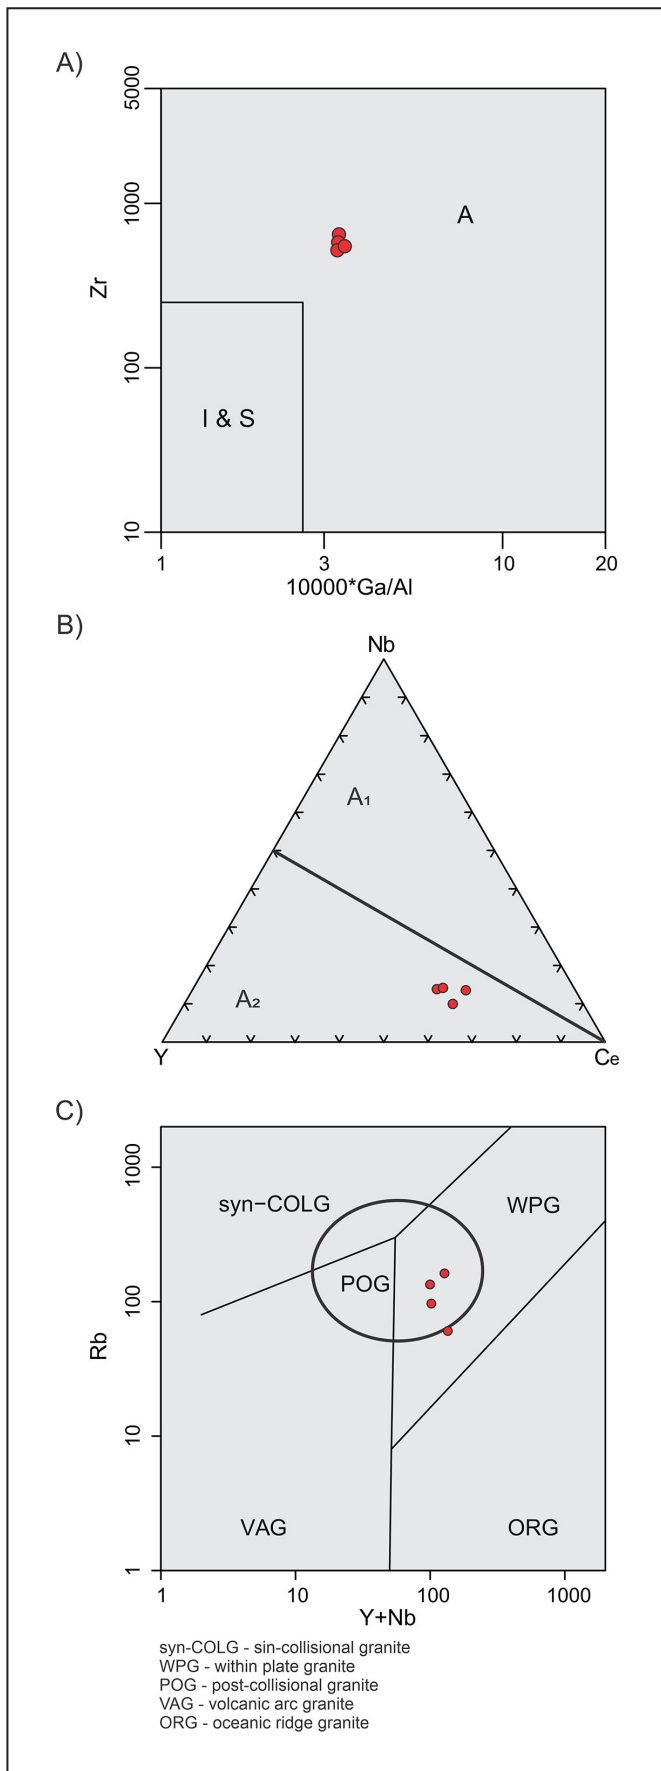 A)
5000
1000
A
Zr
100
I & S
10
1 3 10 20
10000*Ga/Al
B)
Nb
A₁
A₂
Y Ce
C)
1000
syn−COLG WPG
POG
100
Rb
10
VAG ORG
1
1 10 100 1000
Y+Nb
syn-COLG - sin-collisional granite
WPG - within plate granite
POG - post-collisional granite
VAG - volcanic arc granite
ORG - oceanic ridge granite